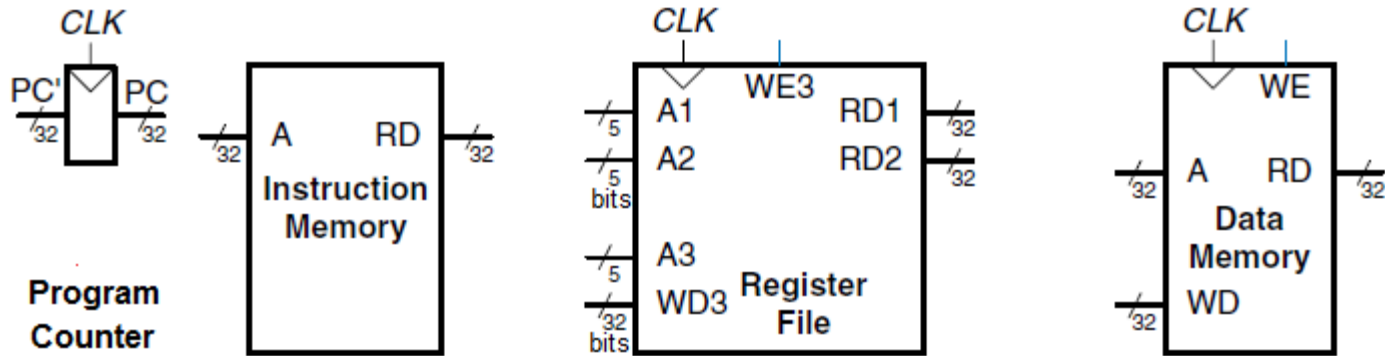 CLK
PC'
PC
32
32
Program
Counter
A
RD
32
32
Instruction
Memory
CLK
WE3
A1
RD1
5
32
A2
RD2
5
32
bits
A3
5
WD3
32
bits
Register
File
CLK
WE
A
RD
32
32
Data
Memory
WD
32